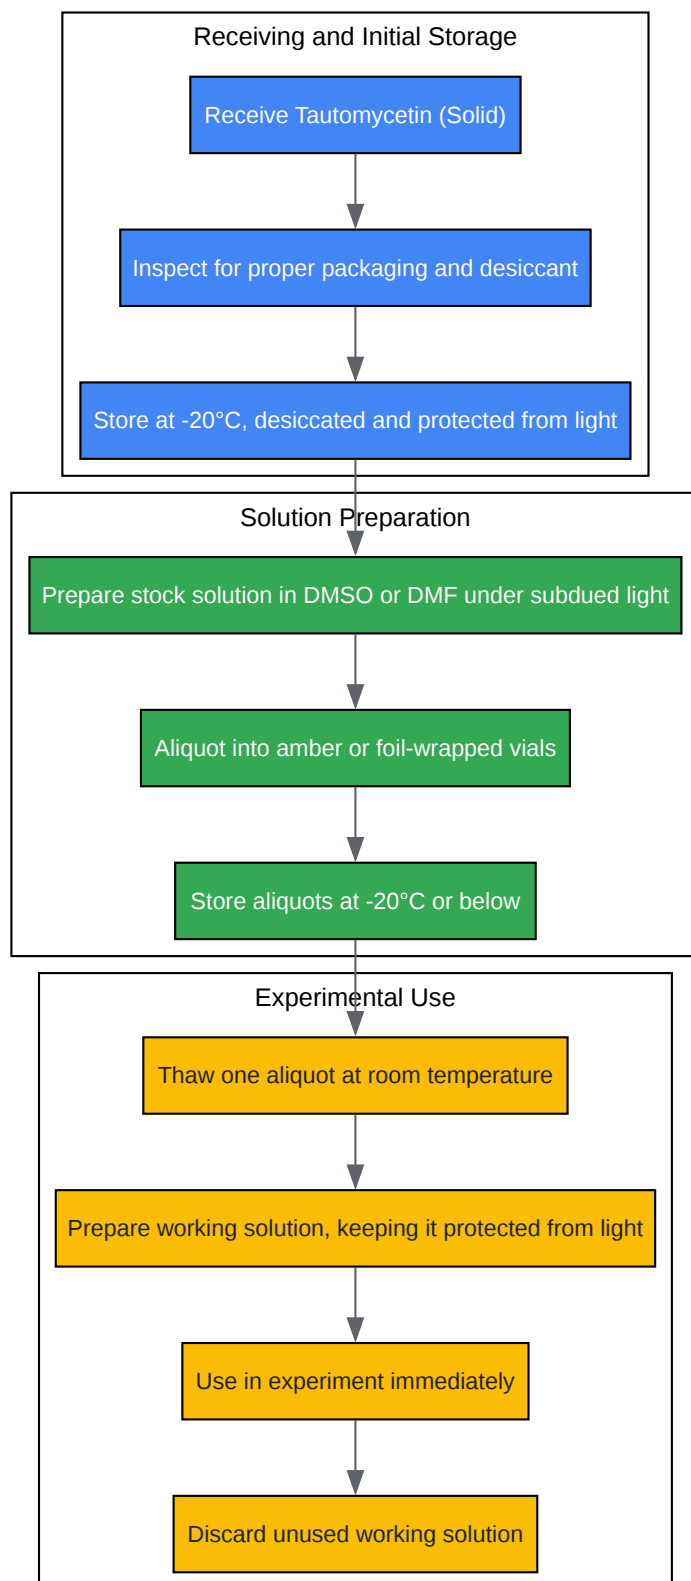 Receiving and Initial Storage
Receive Tautomycetin (Solid)
Inspect for proper packaging and desiccant
Store at -20°C, desiccated and protected from light
Solution Preparation
Prepare stock solution in DMSO or DMF under subdued light
Aliquot into amber or foil-wrapped vials
Store aliquots at -20°C or below
Experimental Use
Thaw one aliquot at room temperature
Prepare working solution, keeping it protected from light
Use in experiment immediately
Discard unused working solution